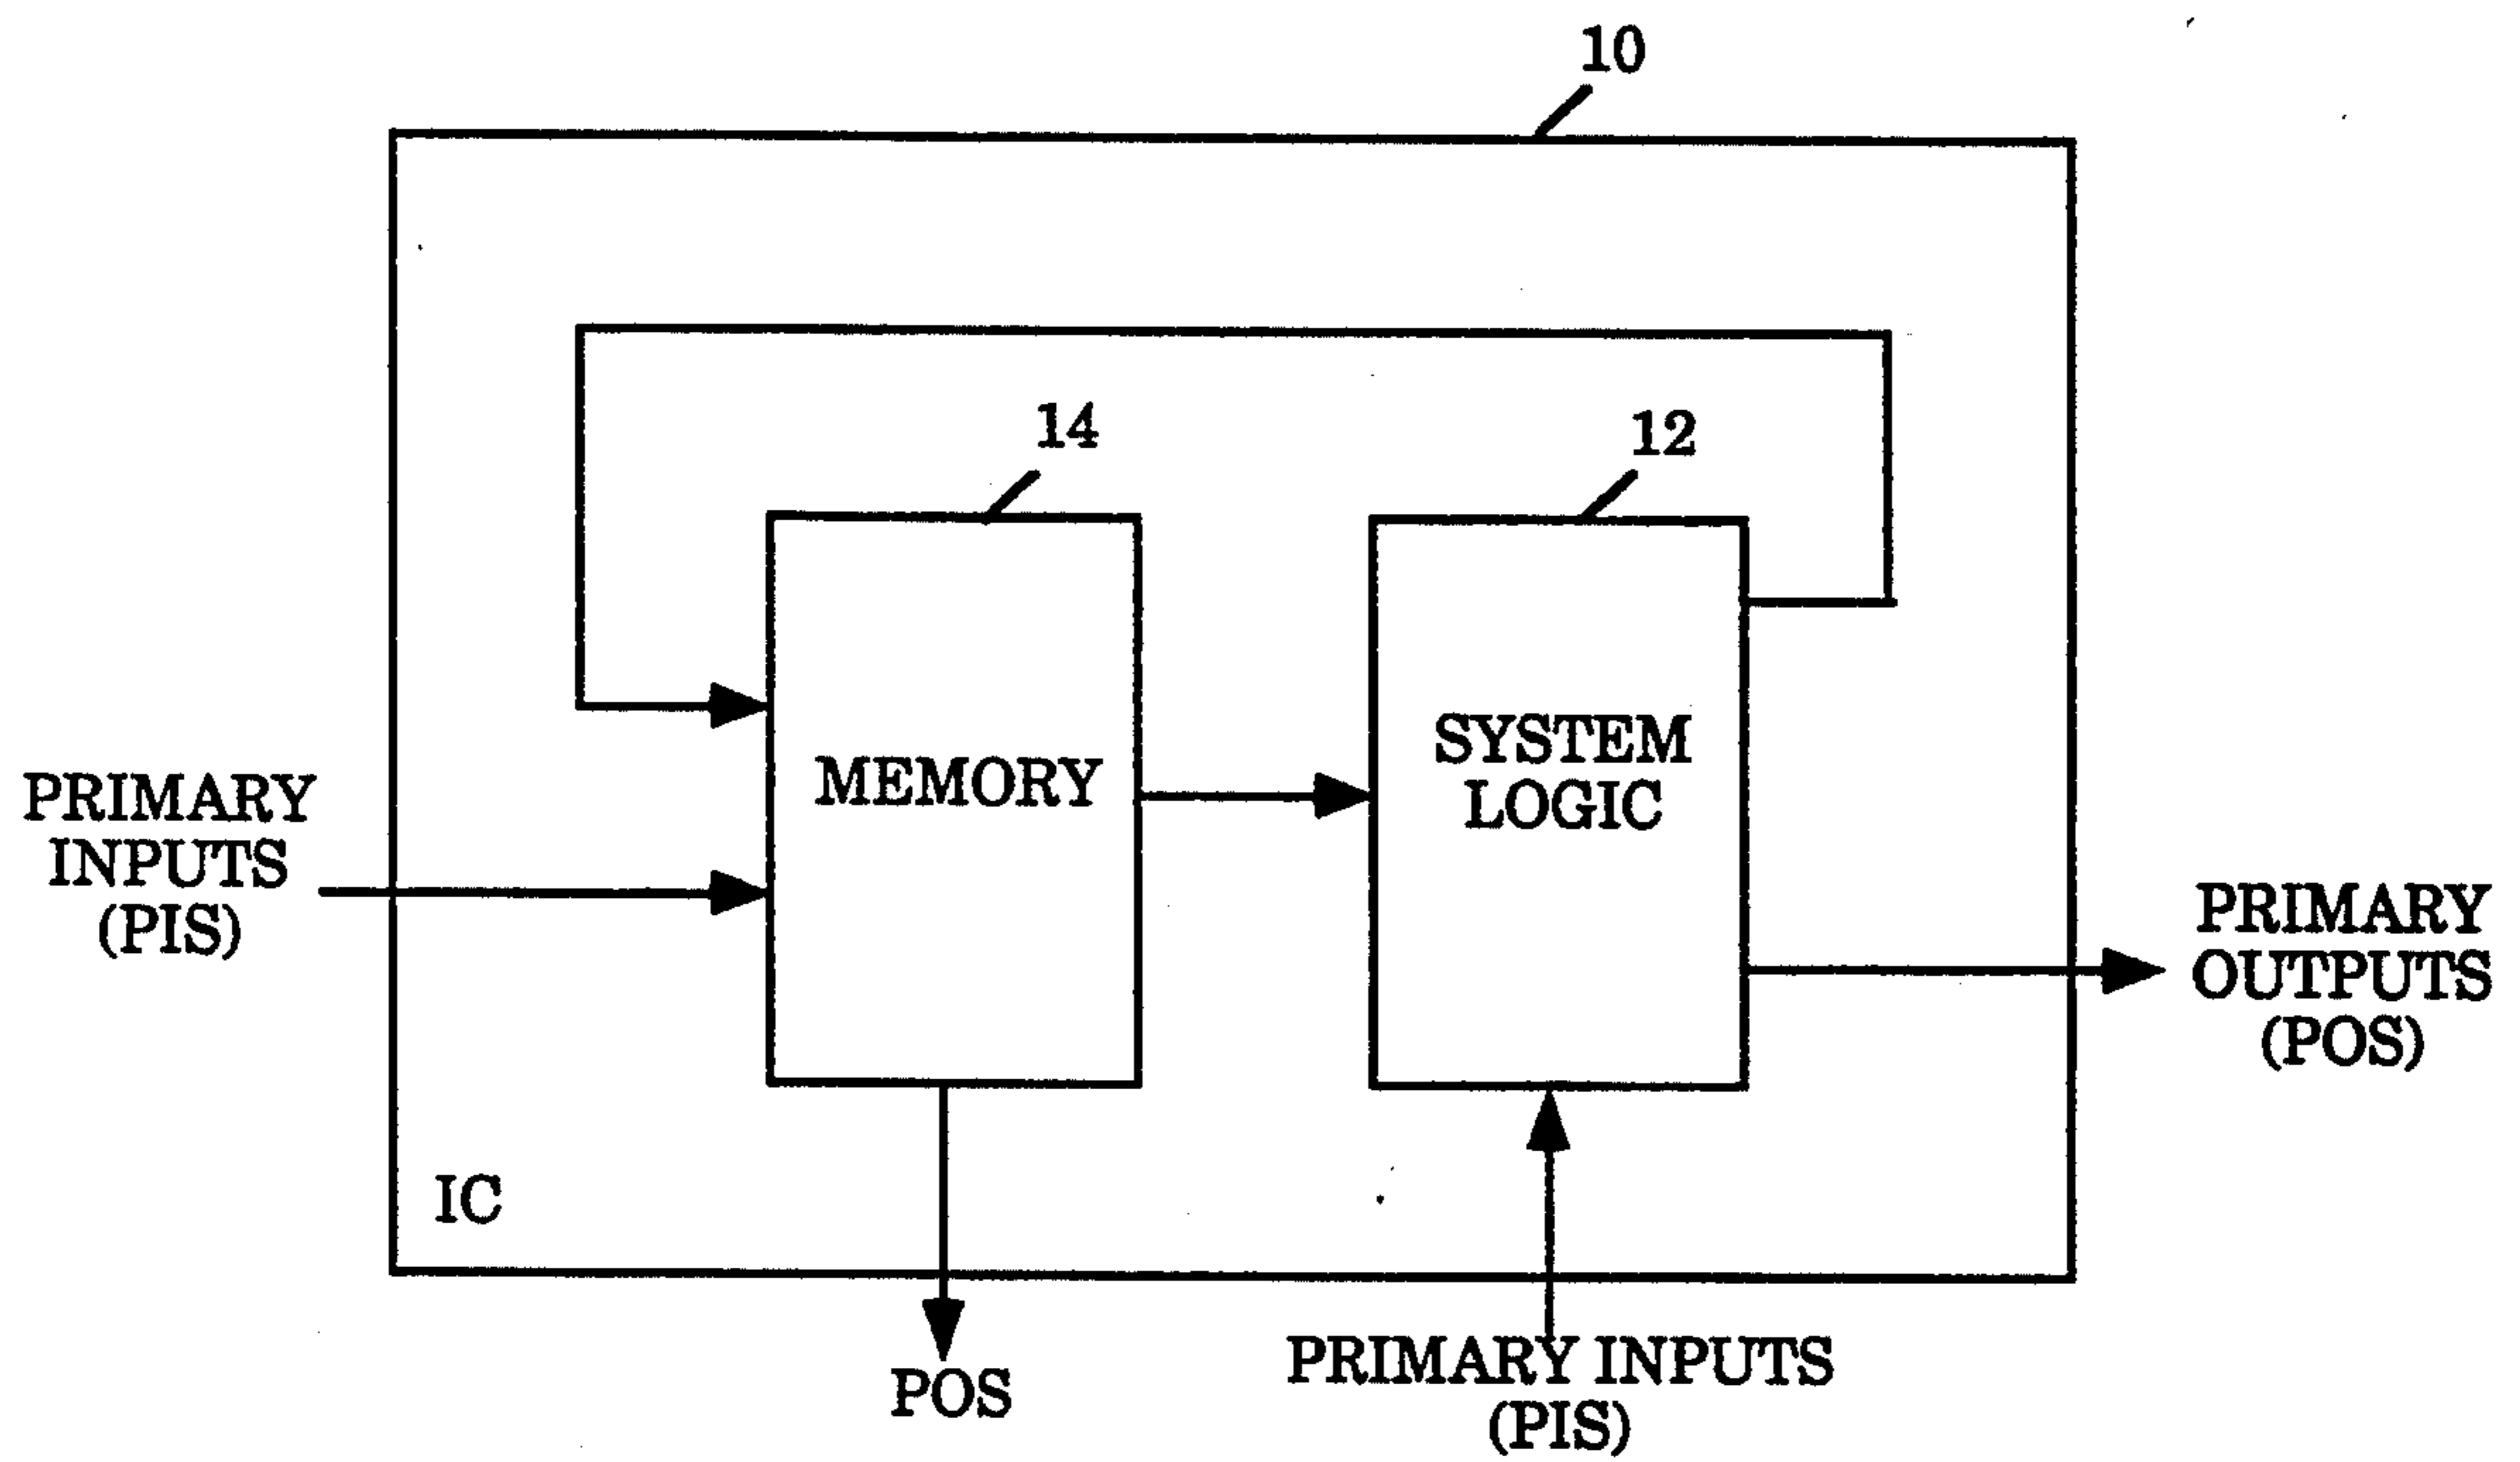 10
14
12
MEMORY
SYSTEM
LOGIC
PRIMARY
INPUTS
(PIS)
PRIMARY
OUTPUTS
(POS)
IC
POS
PRIMARY INPUTS
(PIS)